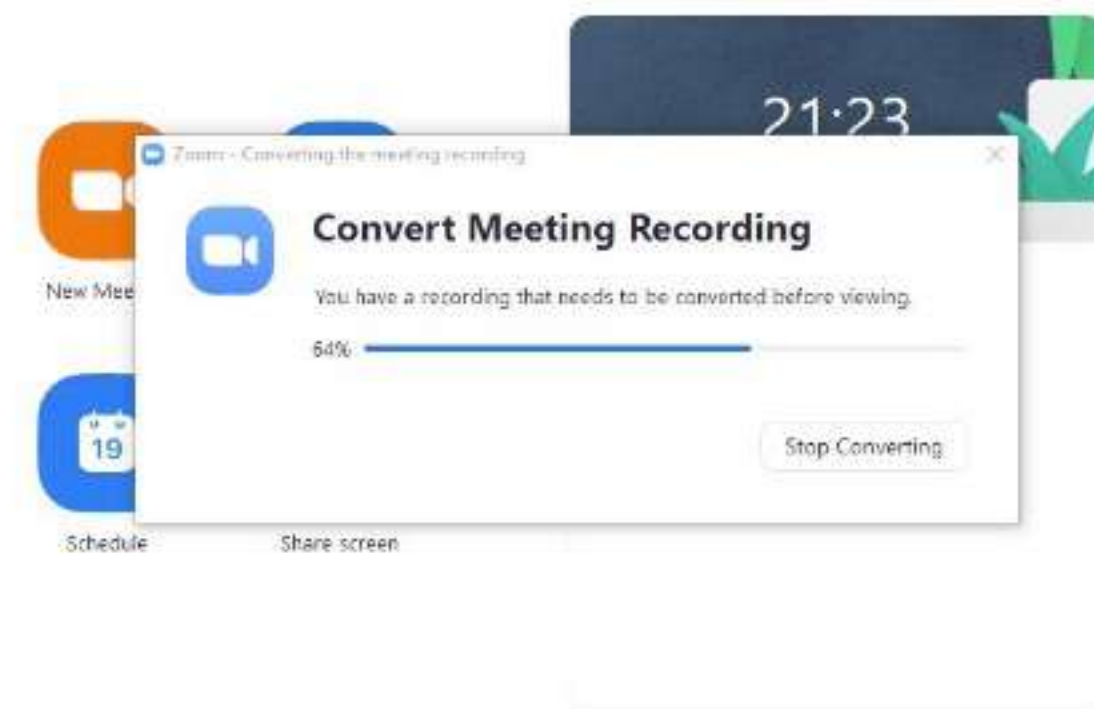 21:23
Zoom - Converting the meeting recording
Convert Meeting Recording
You have a recording that needs to be converted before viewing.
64%
Stop Converting
New Mee
19
Schedule
Share screen